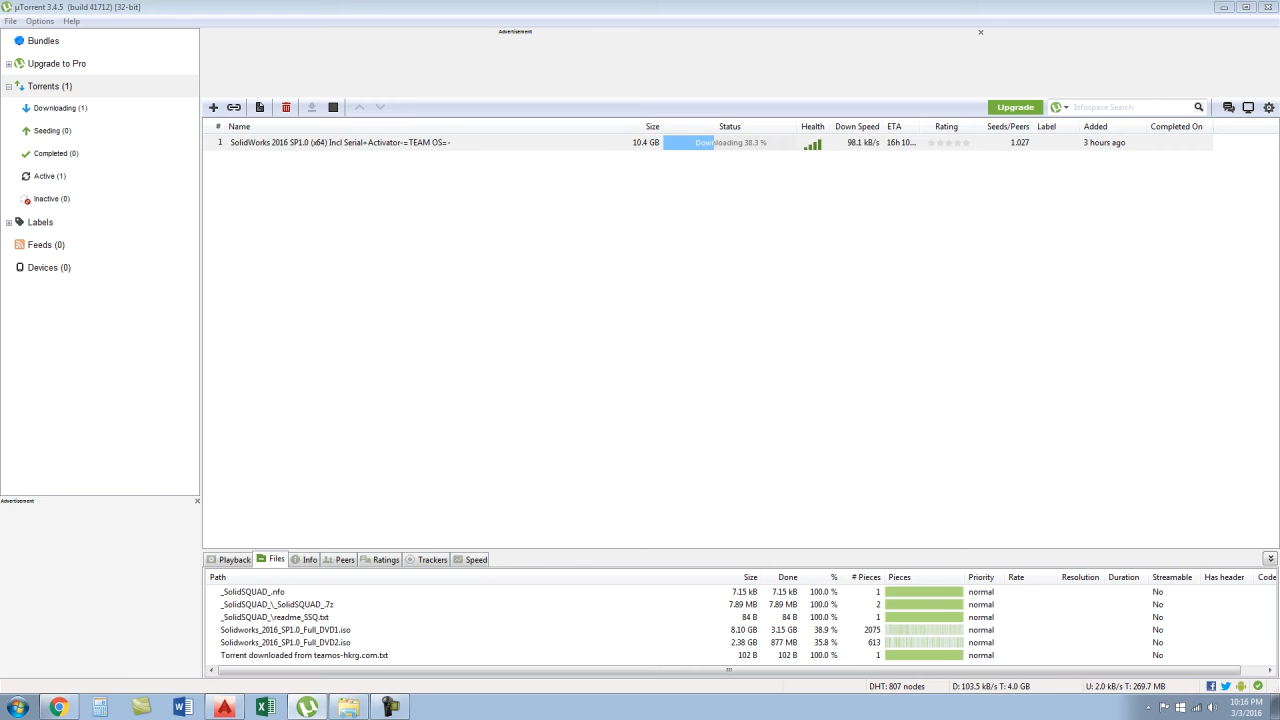 µTorrent 3.4.5 (build 41712) [32-bit]
File Options Help
Bundles
Upgrade to Pro
Torrents (1)
Downloading (1)
Seeding (0)
Completed (0)
Active (1)
Inactive (0)
Labels
Feeds (0)
Devices (0)
Advertisement
Advertisement
Upgrade
Infospace Search
# Name Size Status Health Down Speed ETA Rating Seeds/Peers Label Added Completed On
1 SolidWorks 2016 SP1.0 (x64) Incl Serial+Activator-=TEAM OS=- 10.4 GB Downloading 38.3 % 98.1 kB/s 16h 10... 1.027 3 hours ago
Playback Files Info Peers Ratings Trackers Speed
Path Size Done % # Pieces Pieces Priority Rate Resolution Duration Streamable Has header Code
_SolidSQUAD_.nfo 7.15 kB 7.15 kB 100.0 % 1 normal No
_SolidSQUAD_\_SolidSQUAD_.7z 7.89 MB 7.89 MB 100.0 % 2 normal No
_SolidSQUAD_\readme_SSQ.txt 84 B 84 B 100.0 % 1 normal No
Solidworks_2016_SP1.0_Full_DVD1.iso 8.10 GB 3.15 GB 38.9 % 2075 normal No
Solidworks_2016_SP1.0_Full_DVD2.iso 2.38 GB 877 MB 35.8 % 613 normal No
Torrent downloaded from teamos-hkrg.com.txt 102 B 102 B 100.0 % 1 normal No
DHT: 807 nodes D: 103.5 kB/s T: 4.0 GB U: 2.0 kB/s T: 269.7 MB
10:16 PM
3/3/2016